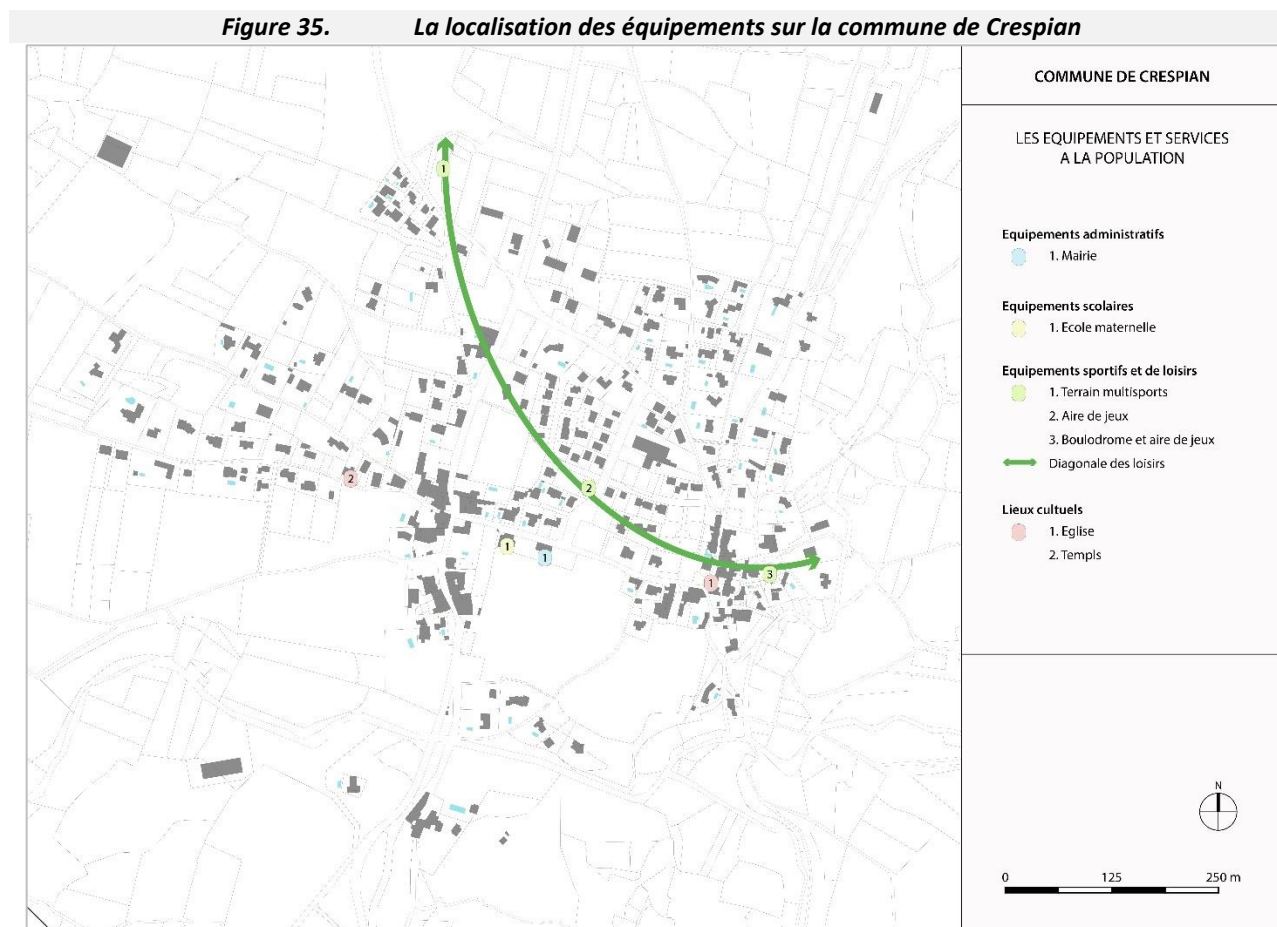 Figure 35. La localisation des équipements sur la commune de Crespian
COMMUNE DE CRESPIAN
LES EQUIPEMENTS ET SERVICES
A LA POPULATION
Equipements administratifs
1. Mairie
Equipements scolaires
1. Ecole maternelle
Equipements sportifs et de loisirs
1. Terrain multisports
2. Aire de jeux
3. Boulodrome et aire de jeux
Diagonale des loisirs
Lieux cultuels
1. Eglise
2. Templs
1
2
2
1
1
1
3
N
0 125 250 m